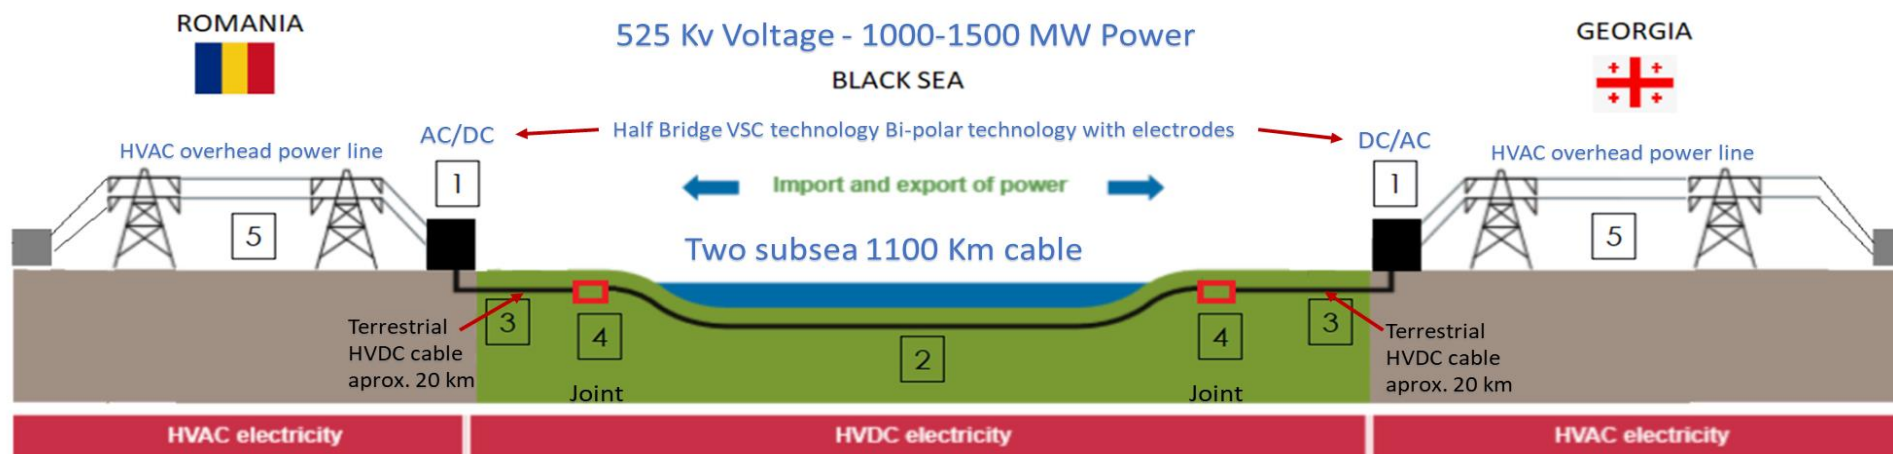 ROMANIA
525 Kv Voltage - 1000-1500 MW Power
GEORGIA
BLACK SEA
AC/DC
Half Bridge VSC technology Bi-polar technology with electrodes
DC/AC
HVAC overhead power line
HVAC overhead power line
1
Import and export of power
1
5
Two subsea 1100 Km cable
5
3
4
2
4
3
Terrestrial
HVDC cable
aprox. 20 km
Joint
Joint
Terrestrial
HVDC cable
aprox. 20 km
HVAC electricity
HVDC electricity
HVAC electricity